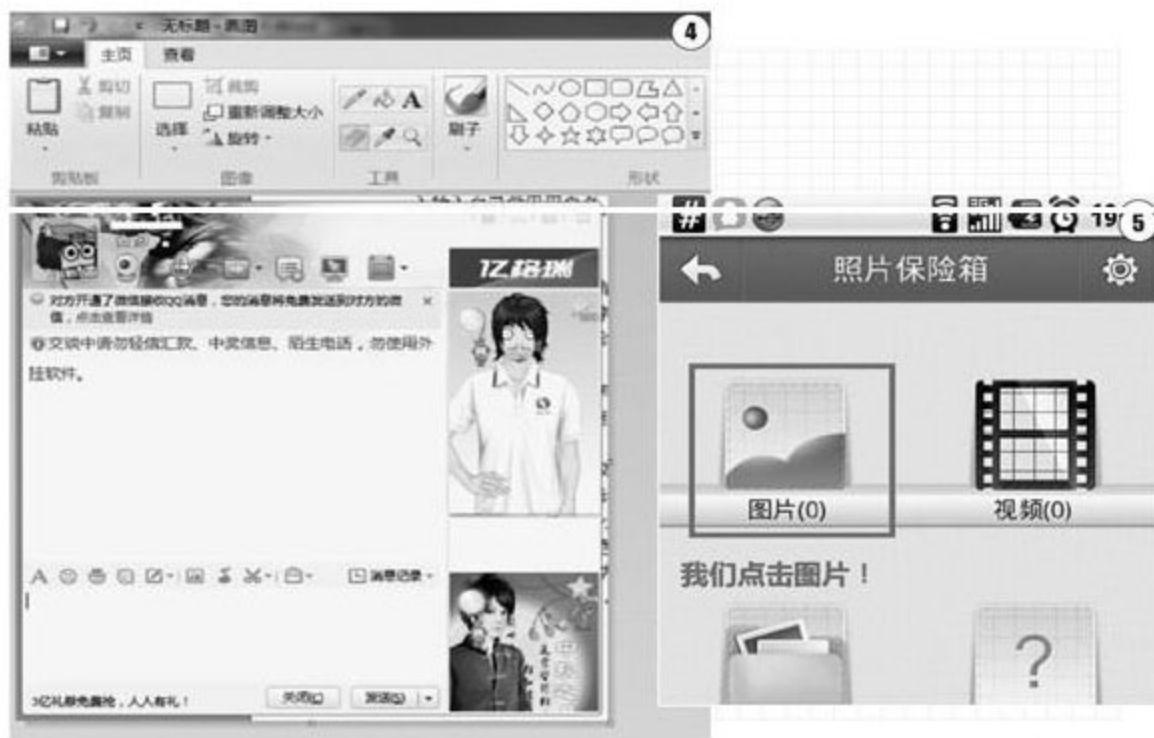 4
无标题 - 画图
主页 查看
粘贴
剪切
复制
选择
裁剪
重新调整大小
旋转
A
刷子
剪贴板 图像 工具 形状
对方开通了微信接收QQ消息，您的消息将免费发送到对方的微
信，点击查看详情
交谈中请勿轻信汇款、中奖信息、陌生电话，勿使用外
挂软件。
A
消息记录
3亿礼券免费抢，人人有礼！
关闭(C) 发送(S)
亿格瑞
5
#
19
照片保险箱
图片(0) 视频(0)
我们点击图片！
?